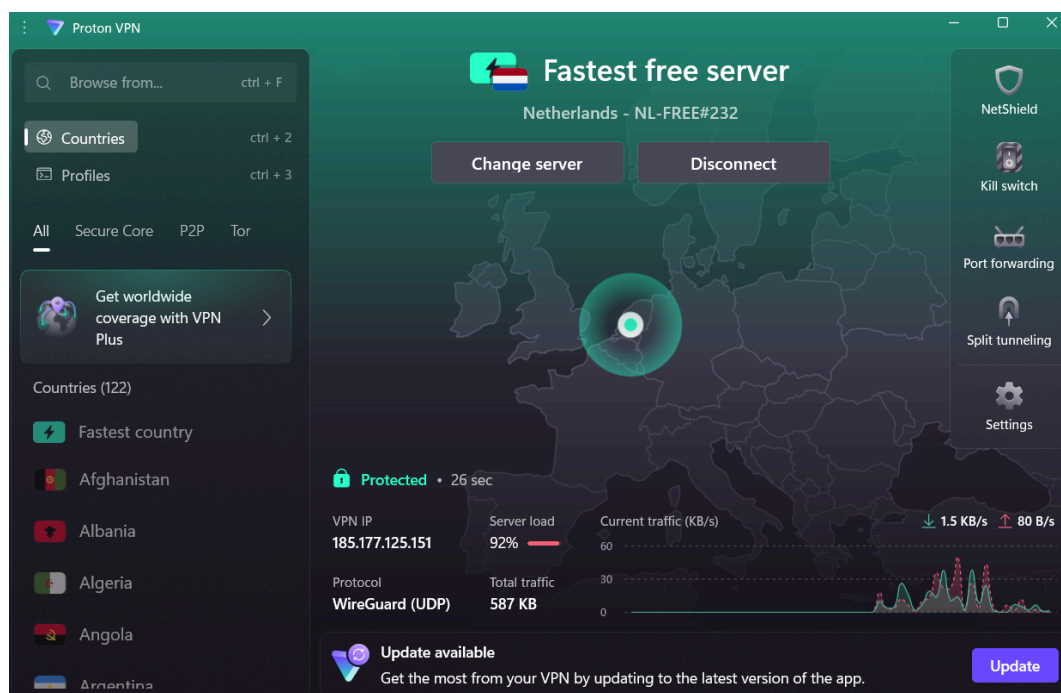 Proton VPN
Browse from... ctrl + F
Countries ctrl + 2
Profiles ctrl + 3
All Secure Core P2P Tor
Get worldwide
coverage with VPN
Plus
Countries (122)
Fastest country
Afghanistan
Albania
Algeria
Angola
Argentina
Fastest free server
Netherlands - NL-FREE#232
Change server Disconnect
Protected • 26 sec
VPN IP
185.177.125.151
Server load
92%
Protocol
WireGuard (UDP)
Total traffic
587 KB
Current traffic (KB/s) 1.5 KB/s 80 B/s
60
30
0
NetShield
Kill switch
Port forwarding
Split tunneling
Settings
Update available
Get the most from your VPN by updating to the latest version of the app.
Update